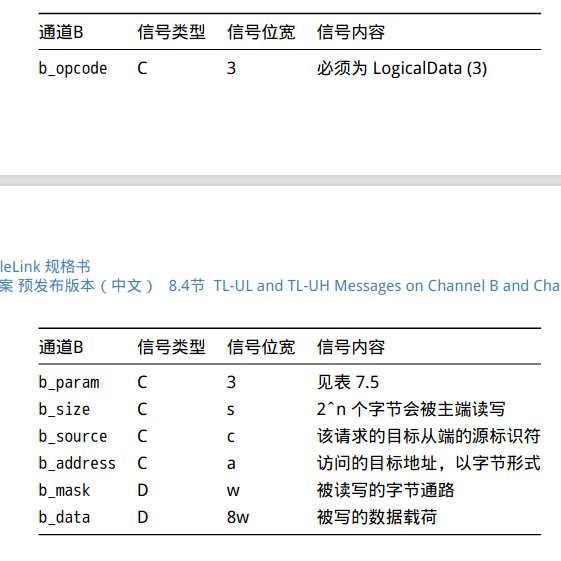 通道B 信号类型 信号位宽 信号内容
b_opcode C 3 必须为 LogicalData (3)
leLink 规格书
案 预发布版本（中文） 8.4节 TL-UL and TL-UH Messages on Channel B and Cha
通道B 信号类型 信号位宽 信号内容
b_param C 3 见表 7.5
b_size C s 2^n 个字节会被主端读写
b_source C c 该请求的目标从端的源标识符
b_address C a 访问的目标地址，以字节形式
b_mask D w 被读写的字节通路
b_data D 8w 被写的数据载荷